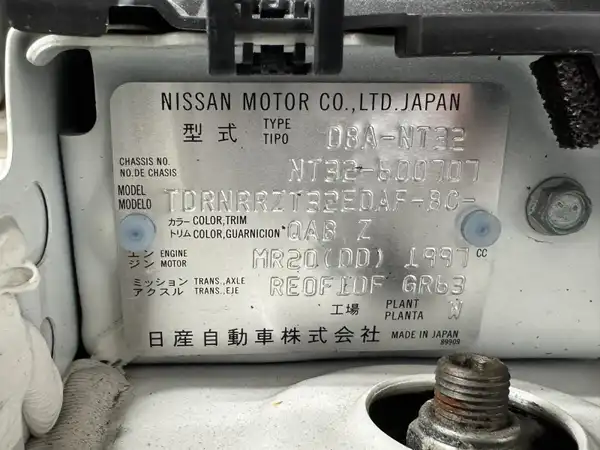 NISSAN MOTOR CO.,LTD. JAPAN
型式 TYPE TIPO DBA-NT32
CHASSIS NO. NO.DE CHASIS NT32-600707
MODEL MODELO TDRNRRZT32EDAF-BC-
カラー COLOR,TRIM トリム COLOR,GUARNICION QAB Z
エンジン ENGINE MOTOR MR20(DD) 1997 CC
ミッション TRANS.,AXLE アクスル TRANS.,EJE RE0F10F GR63
工場 PLANT PLANTA W
日産自動車株式会社 MADE IN JAPAN
89909